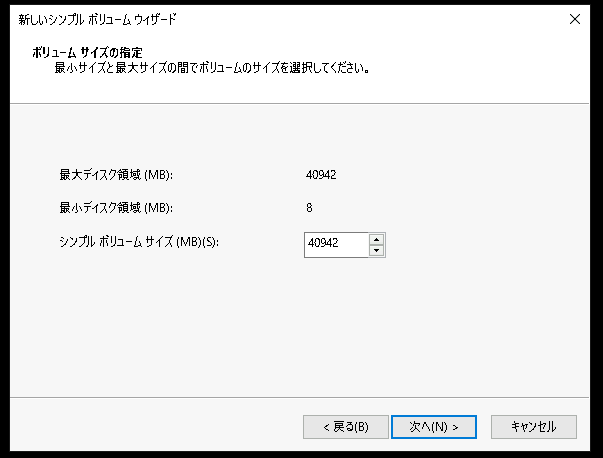 新しいシンプル ボリューム ウィザード
ボリューム サイズの指定
最小サイズと最大サイズの間でボリュームのサイズを選択してください。
最大ディスク領域 (MB): 40942
最小ディスク領域 (MB): 8
シンプル ボリューム サイズ (MB)(S): 40942
< 戻る(B) 次へ(N) > キャンセル